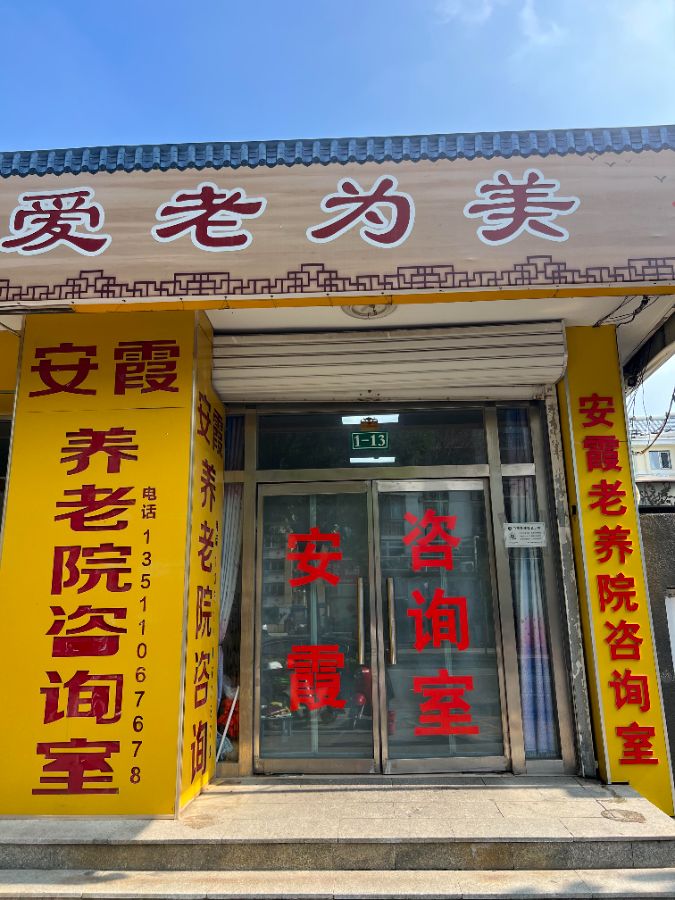 爱老为美
安霞
养老院咨询室
电话 13511067678
安霞养老院咨询
1-13
安霞
咨询室
安霞老养院咨询室